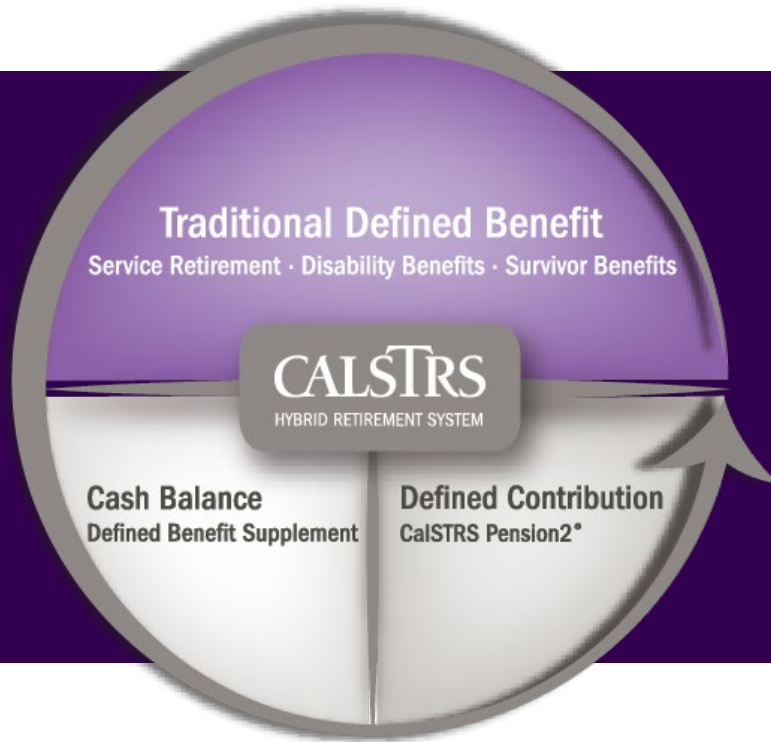 Traditional Defined Benefit
Service Retirement · Disability Benefits · Survivor Benefits
CALSTRS
HYBRID RETIREMENT SYSTEM
Cash Balance
Defined Benefit Supplement
Defined Contribution
CalSTRS Pension2®